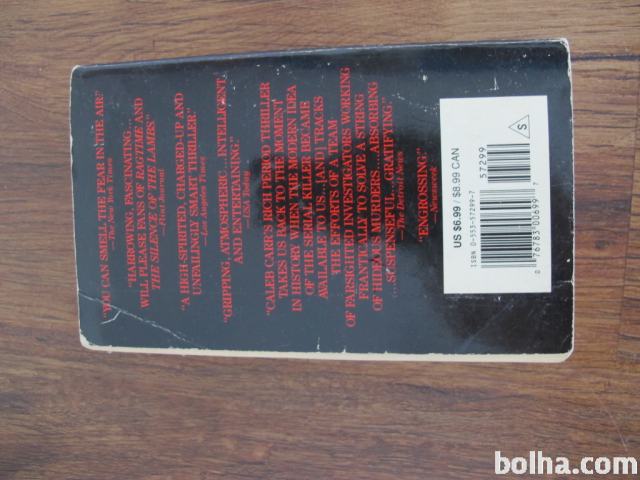 "YOU CAN SMELL THE FEAR IN THE AIR."
—The New York Times
"HARROWING, FASCINATING...
WILL PLEASE FANS OF RAGTIME AND
THE SILENCE OF THE LAMBS."
—Flint Journal
"A HIGH-SPIRITED, CHARGED-UP AND
UNFAILINGLY SMART THRILLER."
—Los Angeles Times
"GRIPPING, ATMOSPHERIC...INTELLIGENT,
AND ENTERTAINING."
—USA Today
"CALEB CARR'S RICH PERIOD THRILLER
TAKES US BACK TO THE MOMENT
IN HISTORY WHEN THE MODERN IDEA
OF THE SERIAL KILLER BECAME
AVAILABLE TO US...[AND] TRACKS
THE EFFORTS OF A TEAM
OF FARSIGHTED INVESTIGATORS WORKING
FRANTICALLY TO SOLVE A STRING
OF HIDEOUS MURDERS....ABSORBING
...SUSPENSEFUL...GRATIFYING."
—The Detroit News
"ENGROSSING."
—Newsweek
US $6.99 / $8.99 CAN
ISBN 0-553-57299-7
57299
0 76783 00699 7
S
bolha.com!